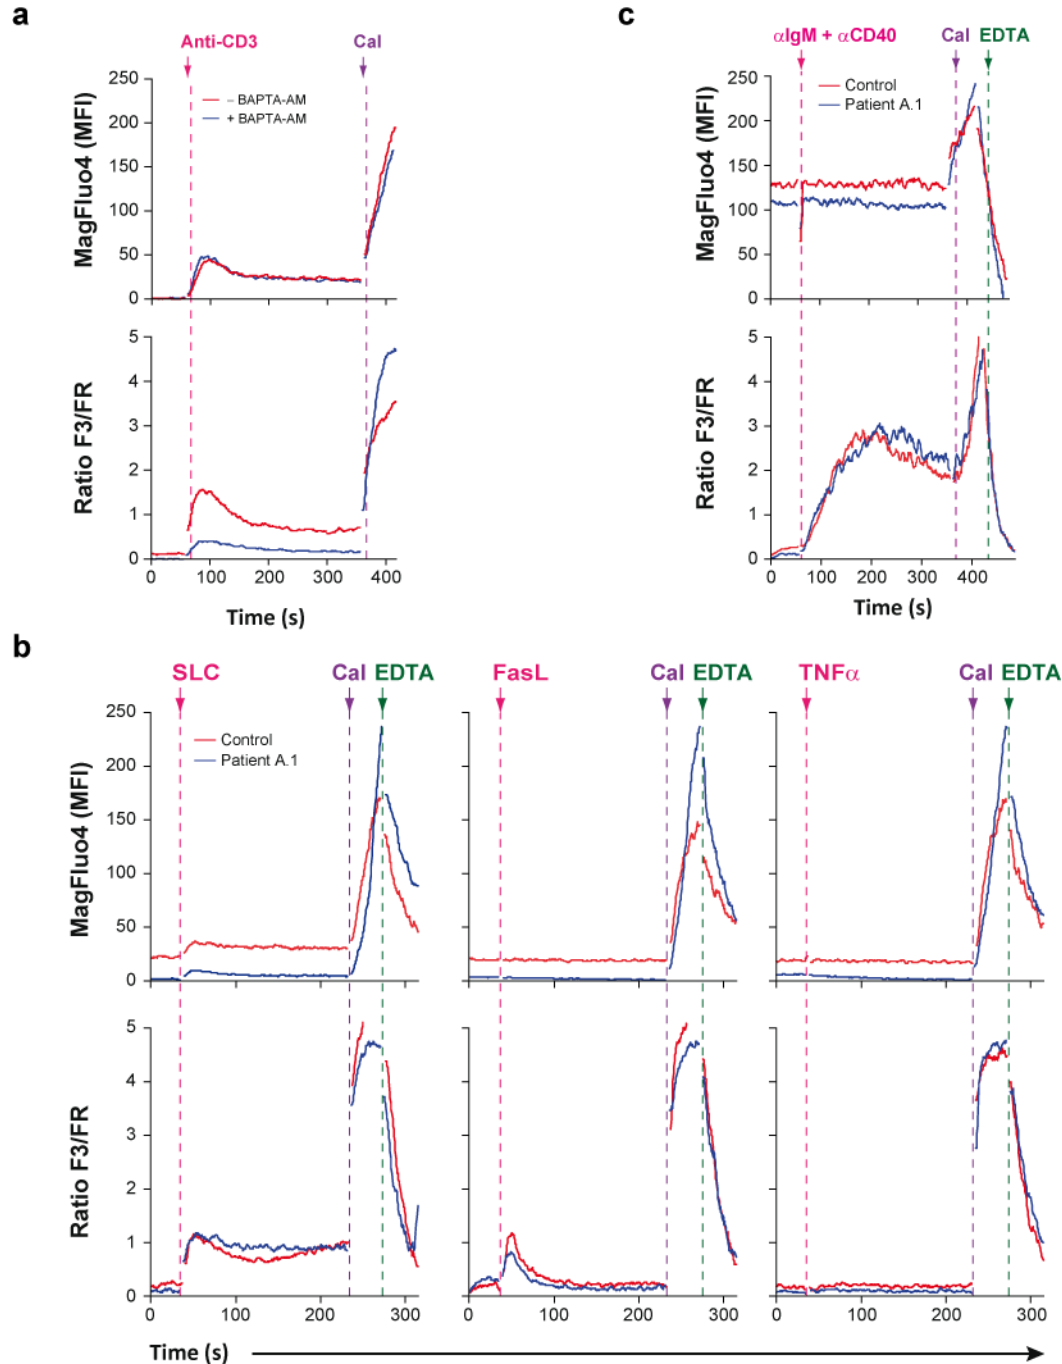 a
Anti-CD3
Cal
MagFluo4 (MFI)
250
200
150
100
50
0
– BAPTA-AM
+ BAPTA-AM
Ratio F3/FR
5
4
3
2
1
0
0
100
200
300
400
Time (s)
c
αIgM + αCD40
Cal
EDTA
MagFluo4 (MFI)
250
200
150
100
50
0
Control
Patient A.1
Ratio F3/FR
5
4
3
2
1
0
0
100
200
300
400
Time (s)
b
SLC
Cal
EDTA
FasL
Cal
EDTA
TNFα
Cal
EDTA
MagFluo4 (MFI)
250
200
150
100
50
0
Control
Patient A.1
Ratio F3/FR
5
4
3
2
1
0
0
100
200
300
0
100
200
300
0
100
200
300
Time (s)